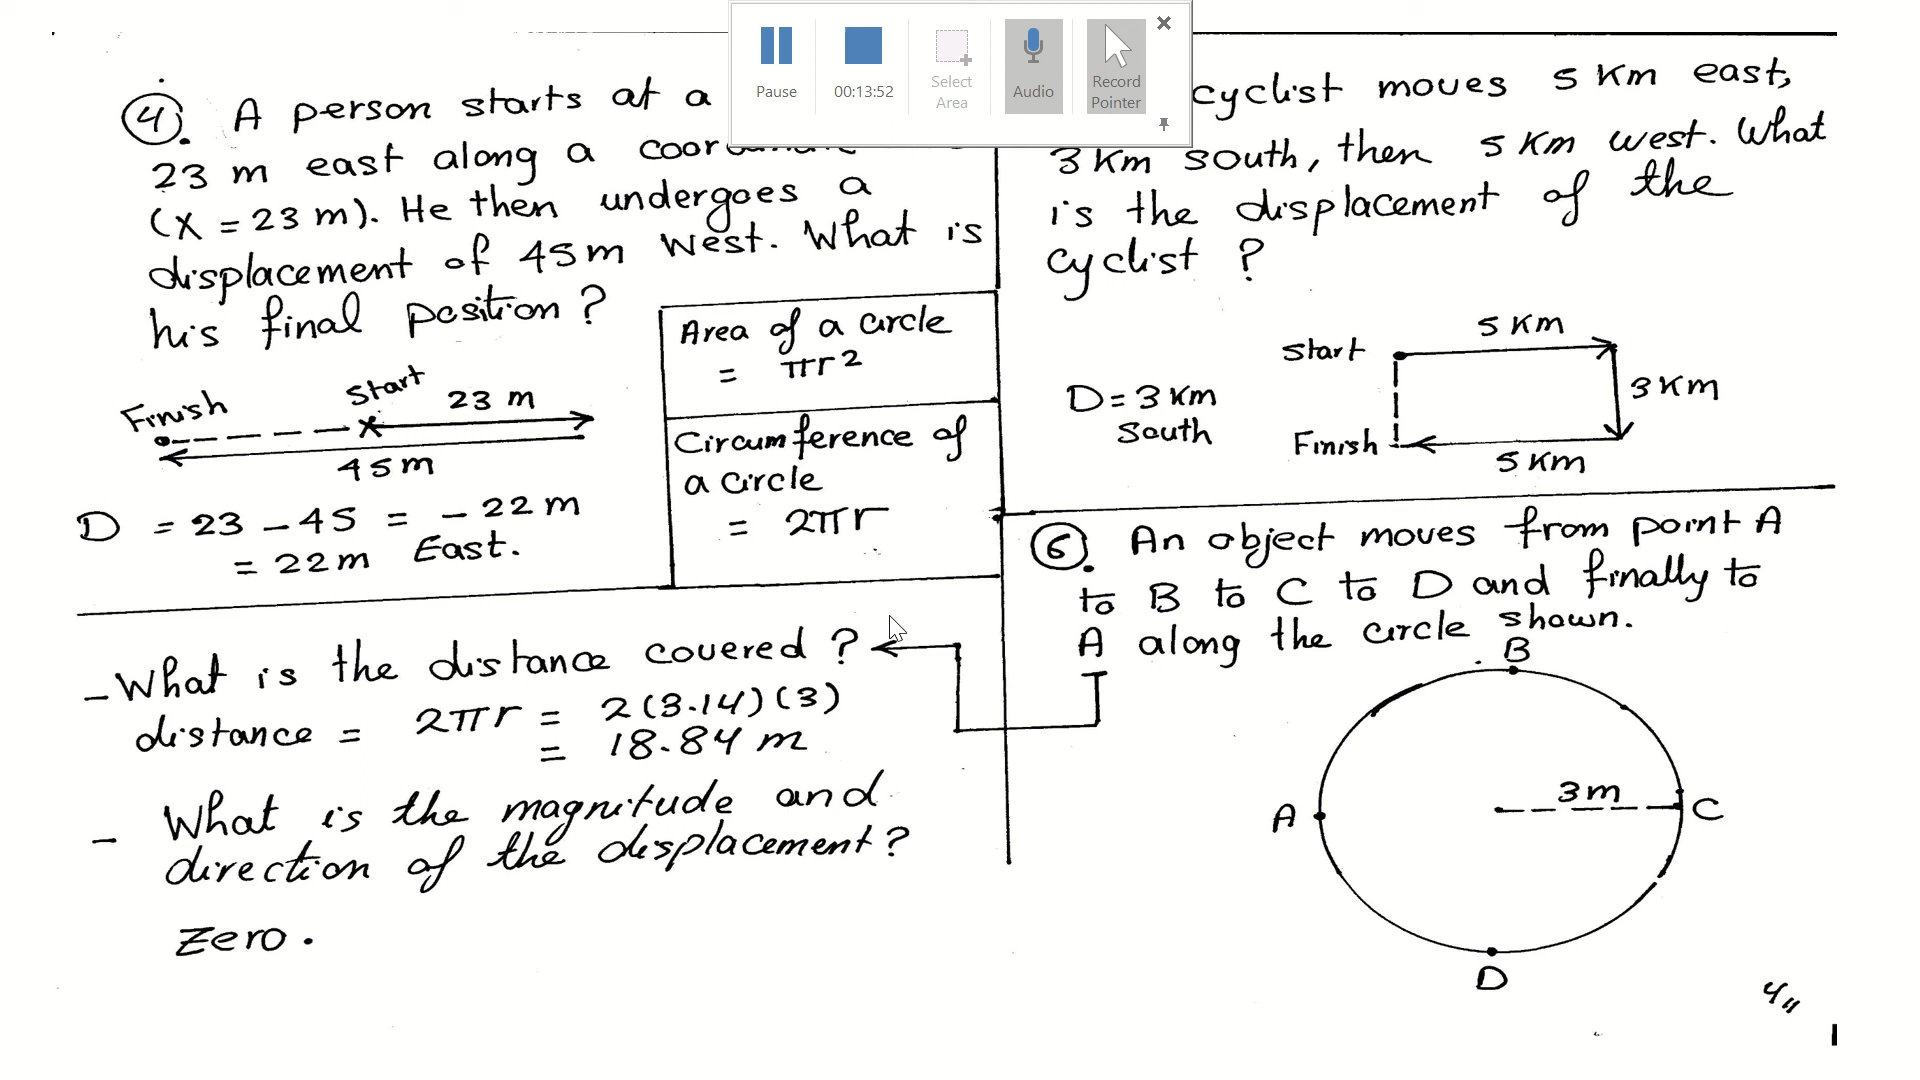 Pause
00:13:52
Select
Area
Audio
Record
Pointer
4. A person starts at a
23 m east along a
(x = 23 m). He then undergoes a
displacement of 45m west. What is
his final position?
Finish
Start
23 m
45m
D = 23 - 45 = - 22 m
= 22m East.
Area of a circle
= πr²
Circumference of
a circle
= 2πr
cyclist moves 5 Km east,
3 Km south, then 5 Km west. What
is the displacement of the
cyclist ?
D = 3 Km
South
Start
5 Km
3 Km
Finish
5 Km
6. An object moves from point A
to B to C to D and finally to
A along the circle shown.
B
A
3 m
C
D
- What is the distance covered ?
distance = 2πr = 2(3.14)(3)
= 18.84 m
- What is the magnitude and
direction of the displacement?
Zero.
4